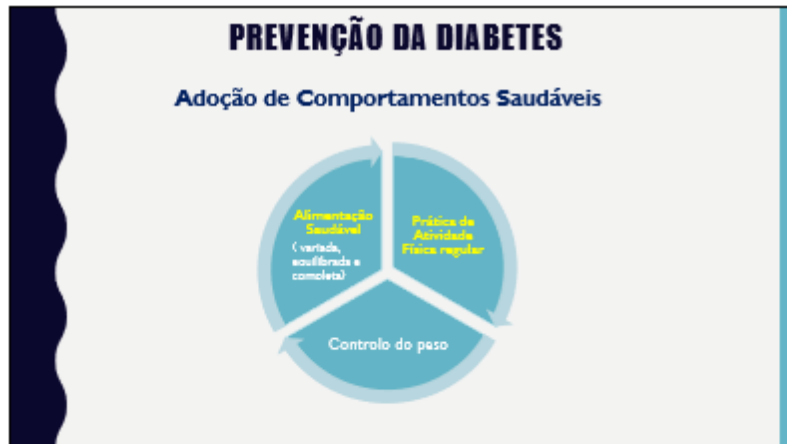 PREVENÇÃO DA DIABETES
Adoção de Comportamentos Saudáveis
Alimentação
Saudável
( variada,
equilibrada e
completa)
Prática de
Atividade
Física regular
Controlo do peso